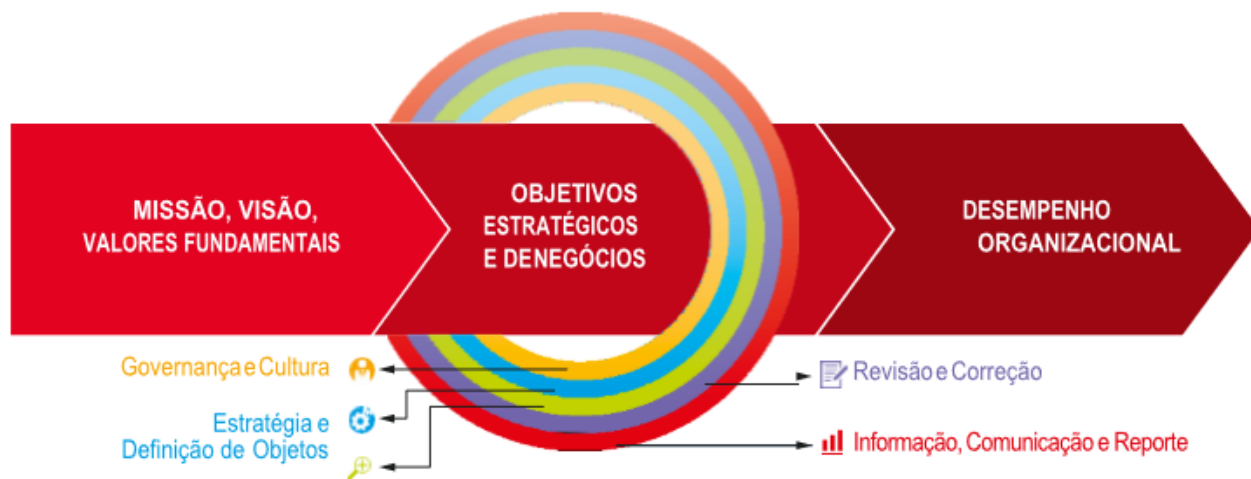 MISSÃO, VISÃO,
VALORES FUNDAMENTAIS
OBJETIVOS
ESTRATÉGICOS
E DENEGÓCIOS
DESEMPENHO
ORGANIZACIONAL
Governança e Cultura
Estratégia e
Definição de Objetos
Revisão e Correção
Informação, Comunicação e Reporte